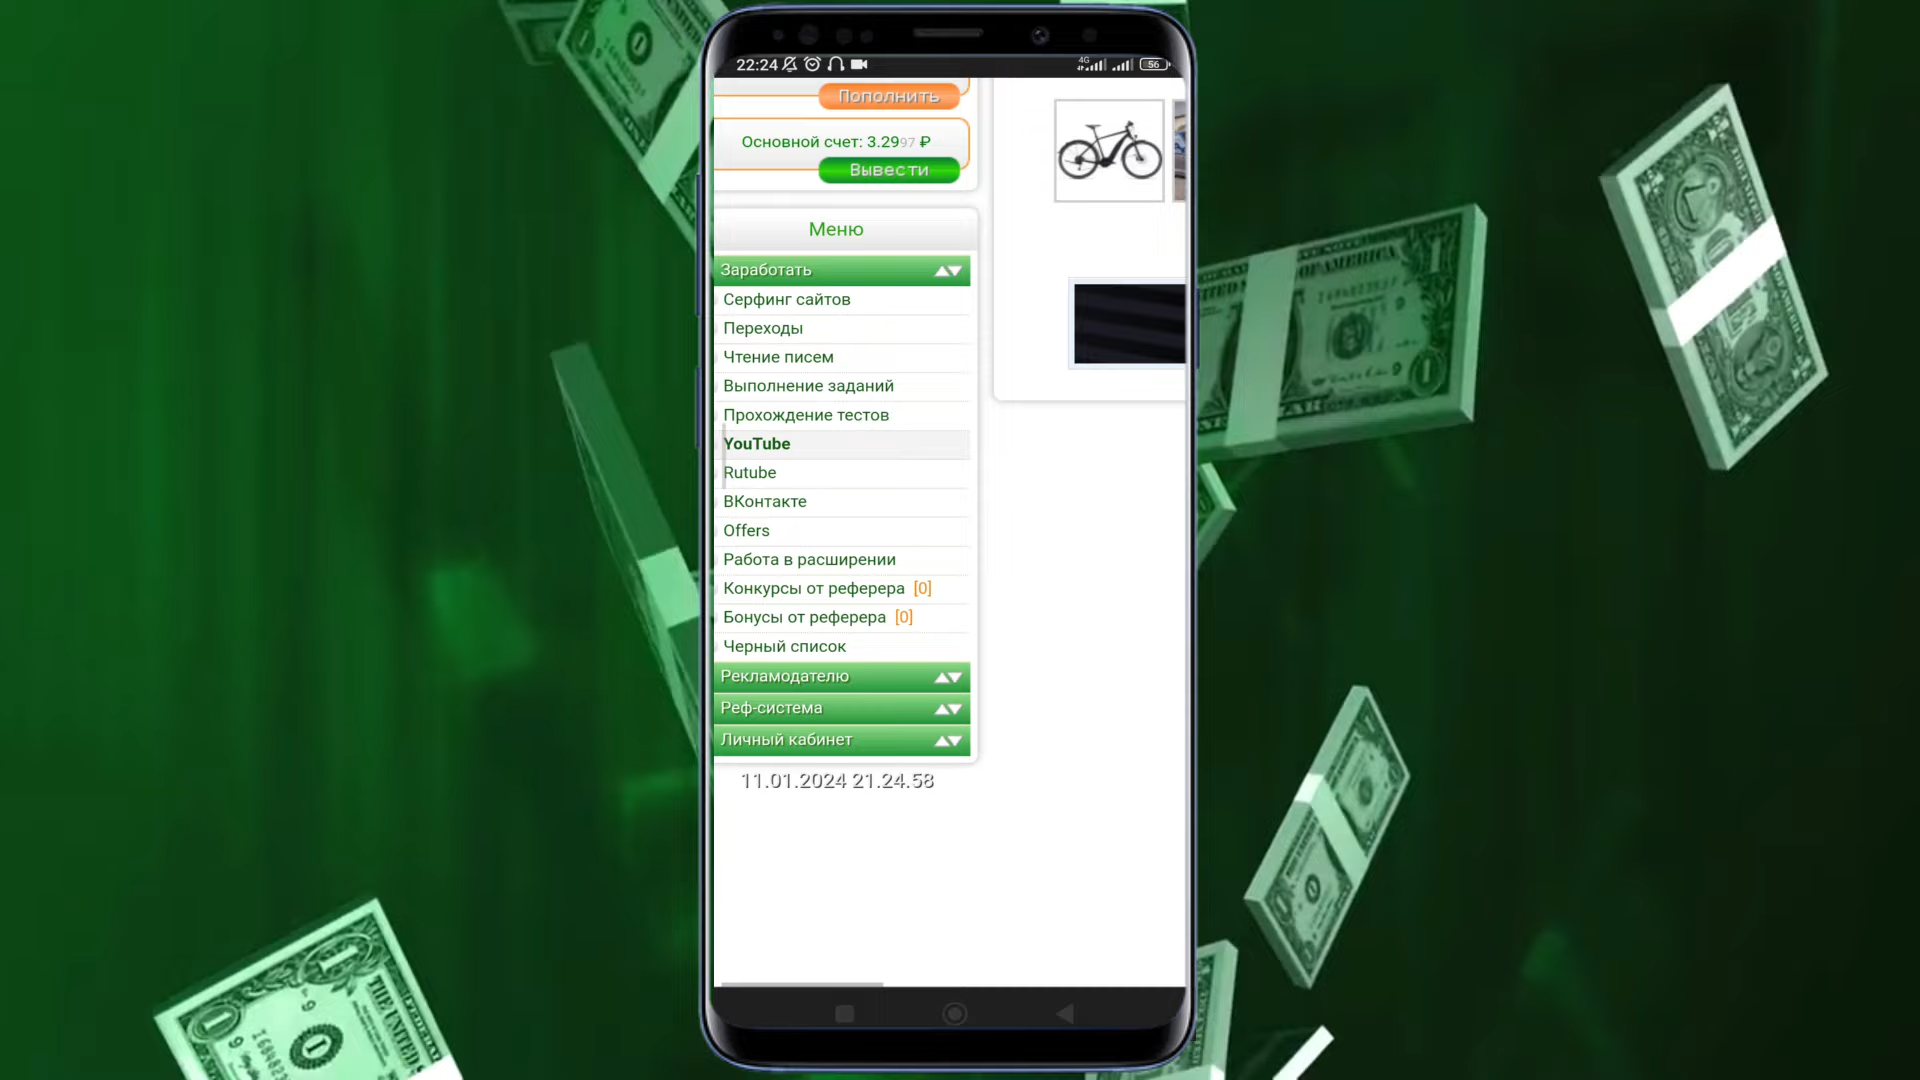 22:24
4G
56
Пополнить
Основной счет: 3.2997 ₽
Вывести
Меню
Заработать
Серфинг сайтов
Переходы
Чтение писем
Выполнение заданий
Прохождение тестов
YouTube
Rutube
ВКонтакте
Offers
Работа в расширении
Конкурсы от реферера [0]
Бонусы от реферера [0]
Черный список
Рекламодателю
Реф-система
Личный кабинет
11.01.2024 21.24.58